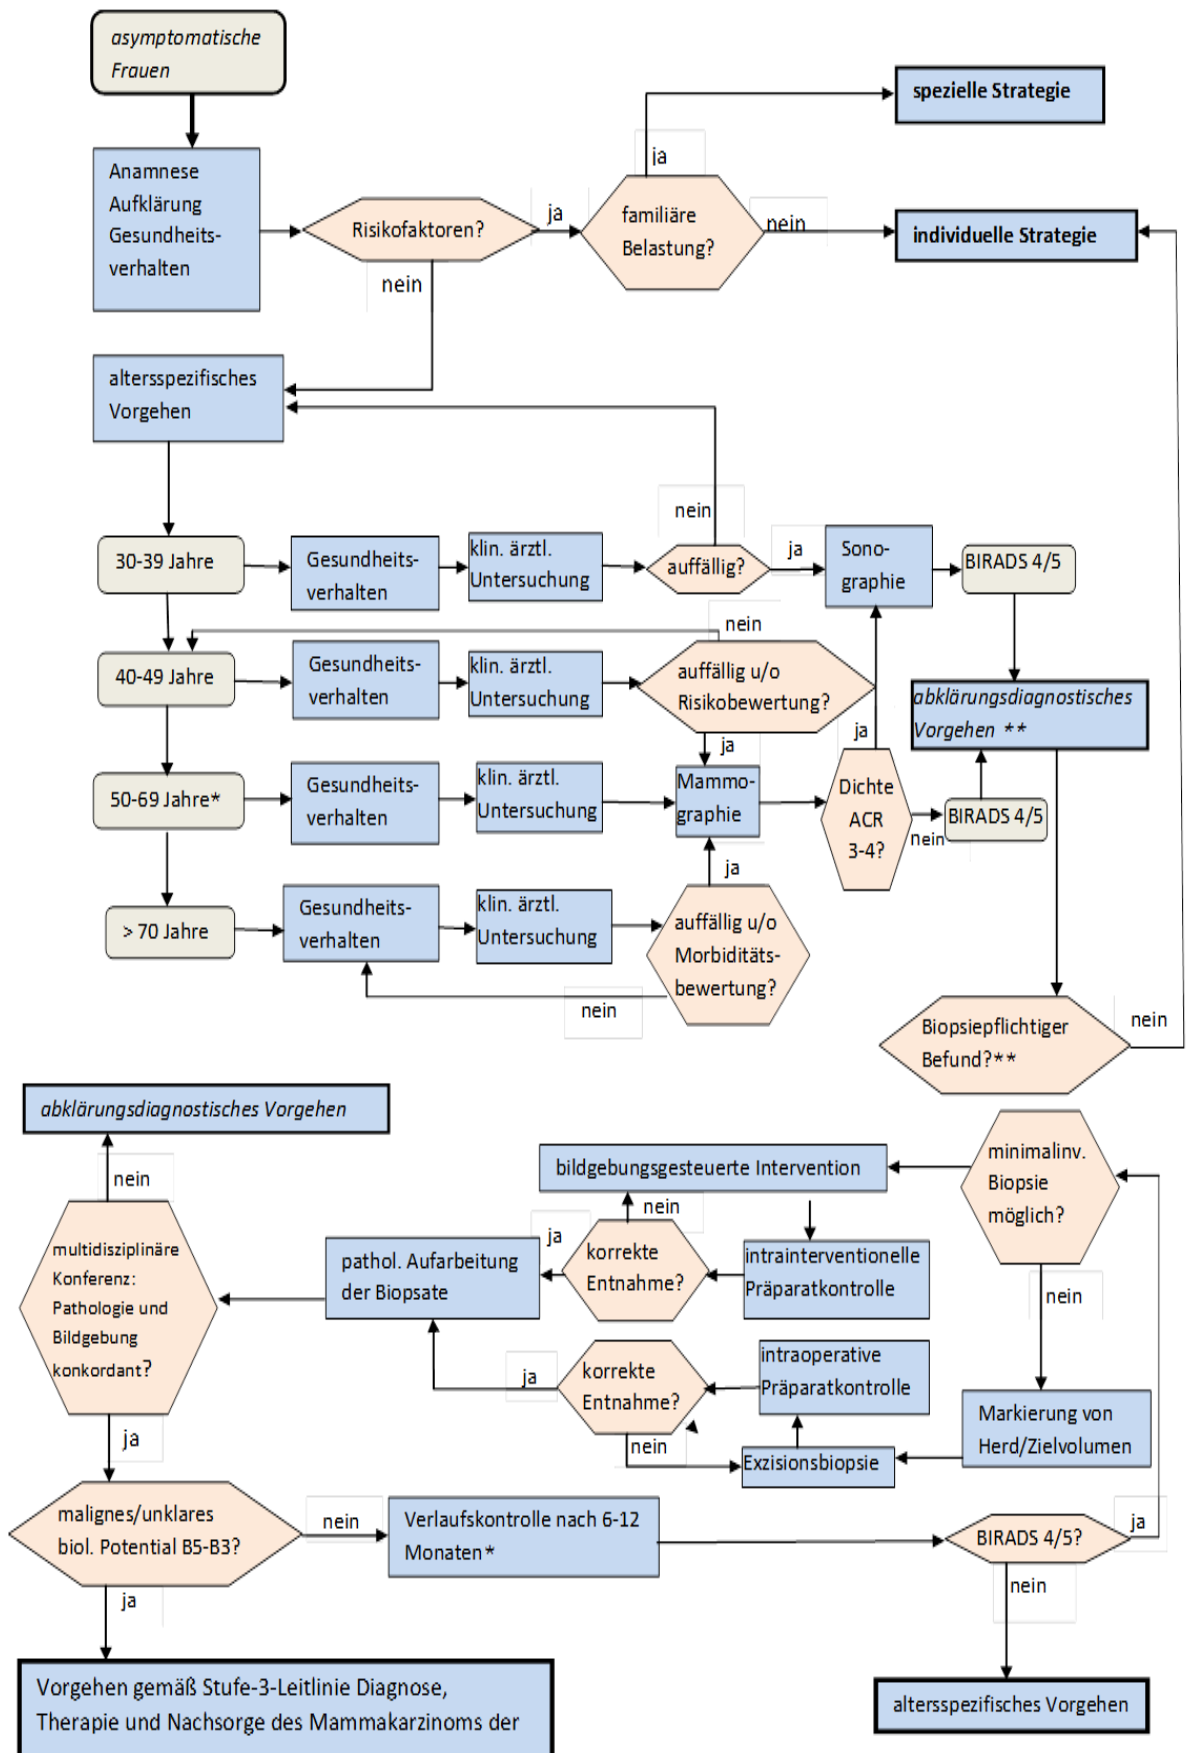 asymptomatische
Frauen
spezielle Strategie
ja
Anamnese
Aufklärung
Gesundheits-
verhalten
Risikofaktoren?
ja
familiäre
Belastung?
nein
individuelle Strategie
nein
altersspezifisches
Vorgehen
nein
30-39 Jahre
Gesundheits-
verhalten
klin. ärztl.
Untersuchung
auffällig?
ja
Sono-
graphie
BIRADS 4/5
nein
40-49 Jahre
Gesundheits-
verhalten
klin. ärztl.
Untersuchung
auffällig u/o
Risikobewertung?
ja
ja
abklärungsdiagnostisches
Vorgehen **
50-69 Jahre*
Gesundheits-
verhalten
klin. ärztl.
Untersuchung
Mammo-
graphie
Dichte
ACR
3-4?
nein
BIRADS 4/5
ja
> 70 Jahre
Gesundheits-
verhalten
klin. ärztl.
Untersuchung
auffällig u/o
Morbiditäts-
bewertung?
nein
Biopsiepflichtiger
Befund?**
nein
abklärungsdiagnostisches Vorgehen
nein
bildgebungsgesteuerte Intervention
minimalinv.
Biopsie
möglich?
nein
ja
multidisziplinäre
Konferenz:
Pathologie und
Bildgebung
konkordant?
pathol. Aufarbeitung
der Biopsate
korrekte
Entnahme?
intrainterventionelle
Präparatkontrolle
nein
ja
korrekte
Entnahme?
intraoperative
Präparatkontrolle
nein
Exzisionsbiopsie
Markierung von
Herd/Zielvolumen
ja
malignes/unklares
biol. Potential B5-B3?
nein
Verlaufskontrolle nach 6-12
Monaten*
BIRADS 4/5?
ja
nein
ja
Vorgehen gemäß Stufe-3-Leitlinie Diagnose,
Therapie und Nachsorge des Mammakarzinoms der
altersspezifisches Vorgehen